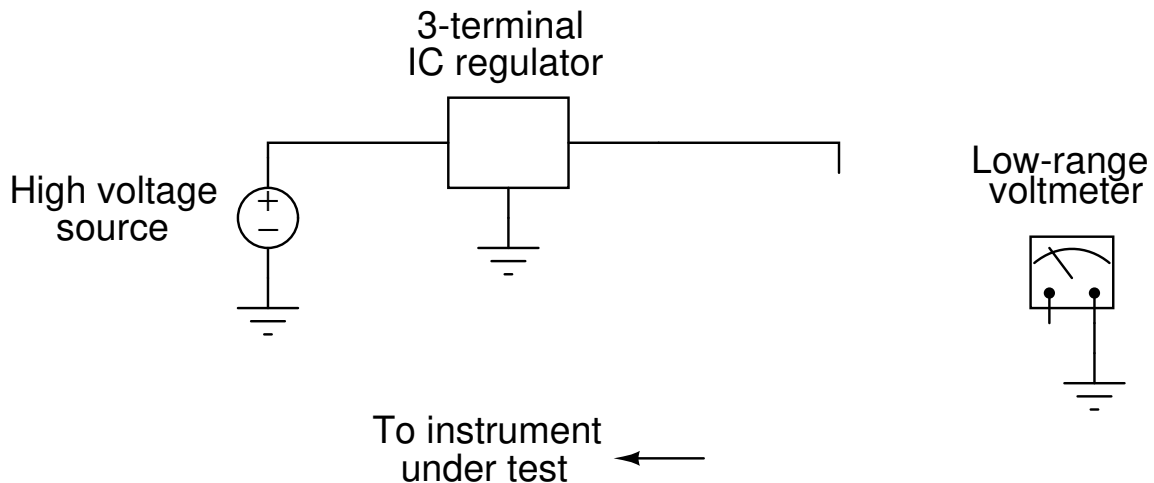 3-terminal
IC regulator
High voltage
source
+
−
Low-range
voltmeter
To instrument
under test